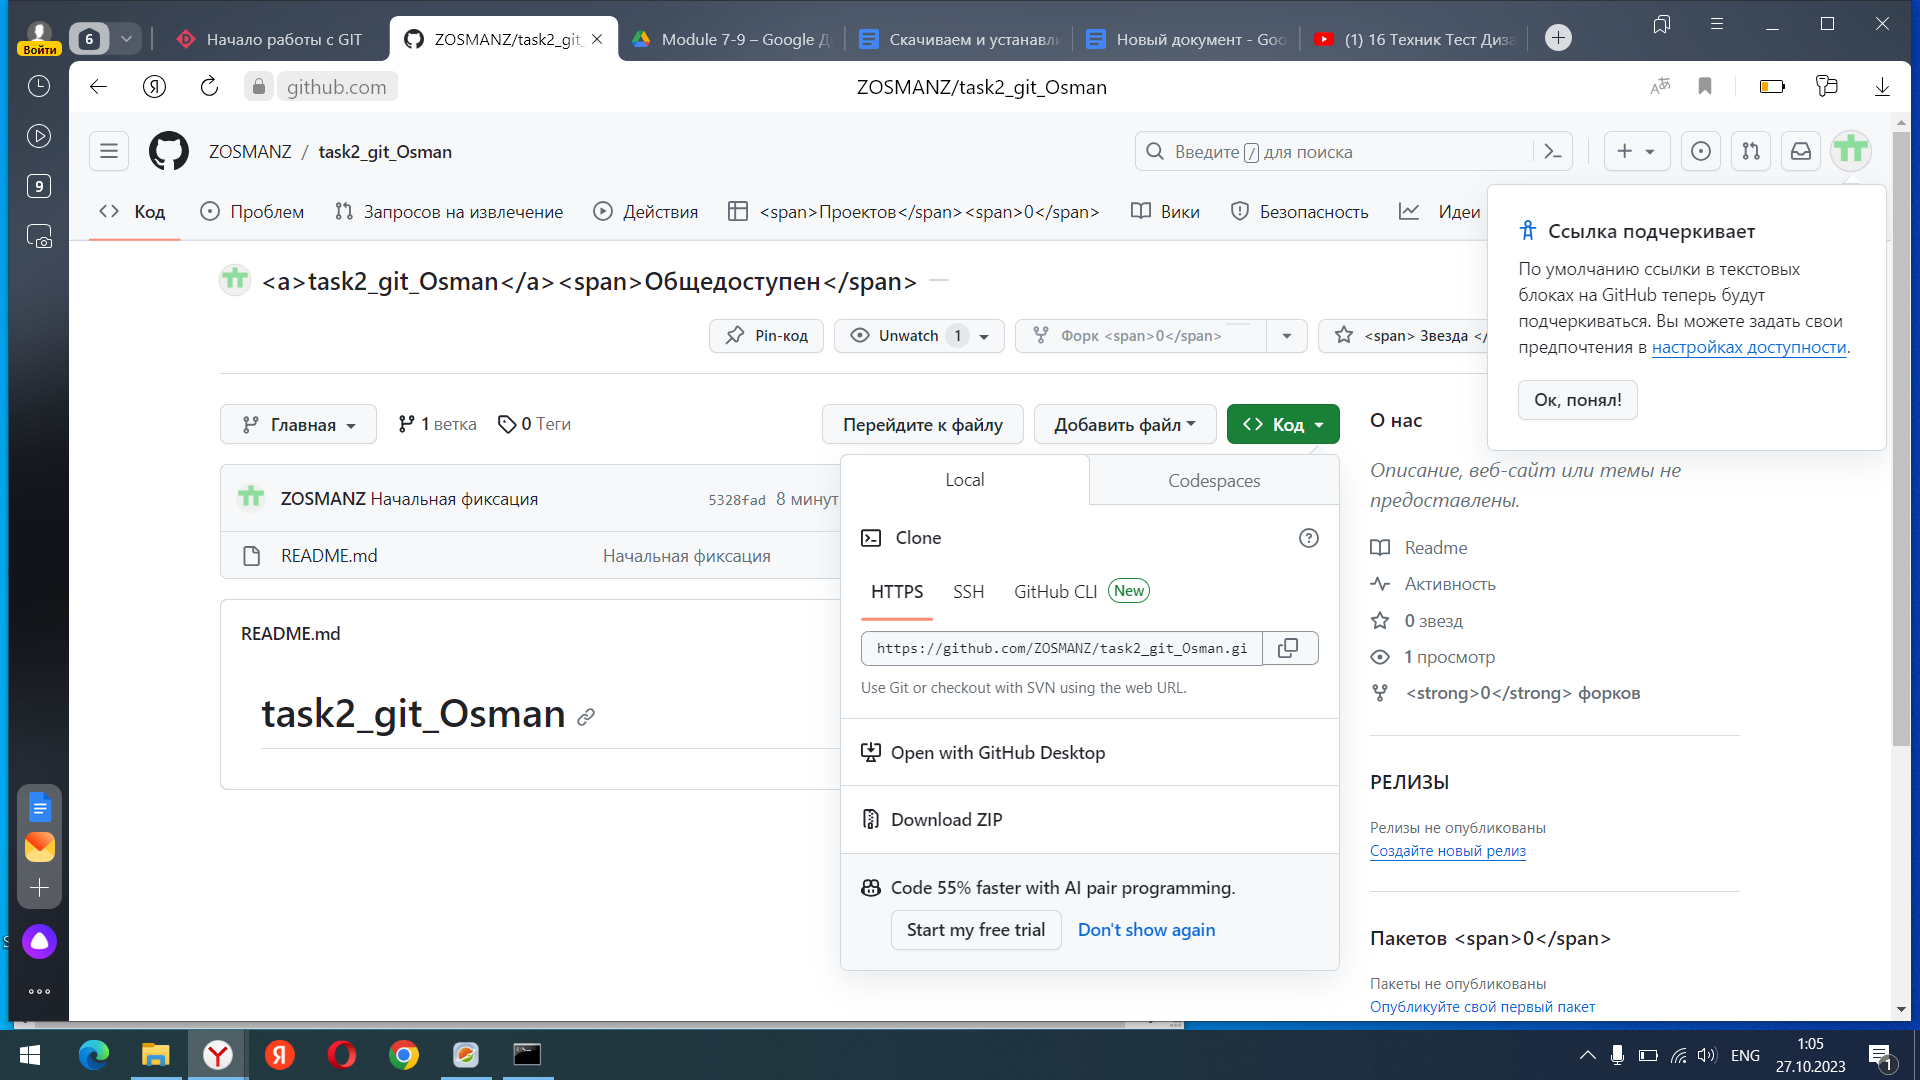 Войти
6
Начало работы с GIT
ZOSMANZ/task2_git_
Module 7-9 – Google Д
Скачиваем и устанавли
Новый документ - Goo
(1) 16 Техник Тест Диза
github.com
ZOSMANZ/task2_git_Osman
9
ZOSMANZ / task2_git_Osman
Введите / для поиска
Код
Проблем
Запросов на извлечение
Действия
<span>Проектов</span><span>0</span>
Вики
Безопасность
Идеи
Ссылка подчеркивает
По умолчанию ссылки в текстовых
блоках на GitHub теперь будут
подчеркиваться. Вы можете задать свои
предпочтения в настройках доступности.
Ок, понял!
<a>task2_git_Osman</a><span>Общедоступен</span>
Pin-код
Unwatch 1
Форк <span>0</span>
<span> Звезда </
Главная
1 ветка
0 Теги
Перейдите к файлу
Добавить файл
Код
О нас
Описание, веб-сайт или темы не
предоставлены.
Readme
Активность
0 звезд
1 просмотр
<strong>0</strong> форков
РЕЛИЗЫ
Релизы не опубликованы
Создайте новый релиз
Пакетов <span>0</span>
Пакеты не опубликованы
Опубликуйте свой первый пакет
ZOSMANZ Начальная фиксация
5328fad 8 минут
README.md
Начальная фиксация
README.md
task2_git_Osman
Local
Codespaces
Clone
HTTPS
SSH
GitHub CLI New
https://github.com/ZOSMANZ/task2_git_Osman.gi
Use Git or checkout with SVN using the web URL.
Open with GitHub Desktop
Download ZIP
Code 55% faster with AI pair programming.
Start my free trial
Don't show again
ENG
1:05
27.10.2023
1